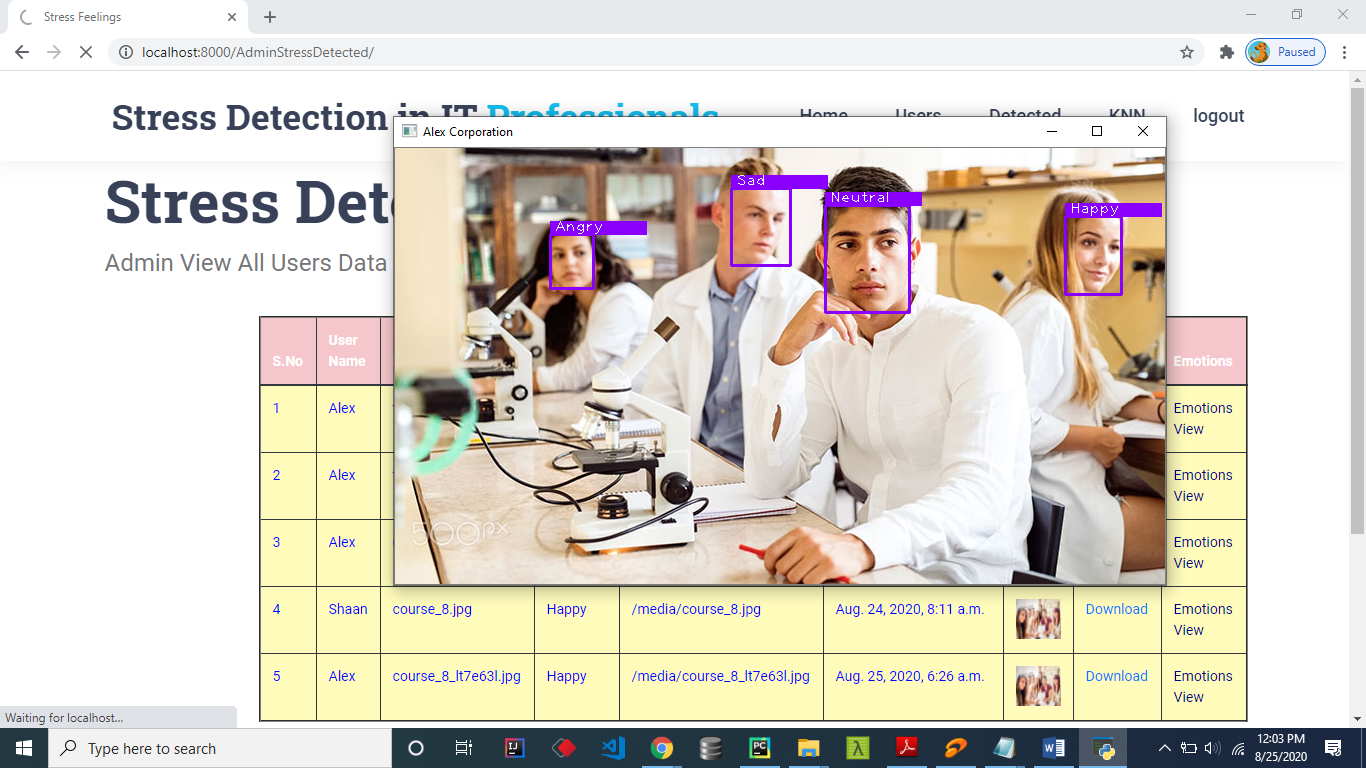 Stress Feelings
localhost:8000/AdminStressDetected/
Paused
Stress Detection in IT Professionals
Home
Users
Detected
KNN
logout
Alex Corporation
Stress Dete
Admin View All Users Data
Sad
Neutral
Happy
Angry
500px
S.No
User
Name
Emotions
1
Alex
Emotions
View
2
Alex
Emotions
View
3
Alex
Emotions
View
4
Shaan
course_8.jpg
Happy
/media/course_8.jpg
Aug. 24, 2020, 8:11 a.m.
Download
Emotions
View
5
Alex
course_8_lt7e63l.jpg
Happy
/media/course_8_lt7e63l.jpg
Aug. 25, 2020, 6:26 a.m.
Download
Emotions
View
Waiting for localhost...
Type here to search
12:03 PM
8/25/2020